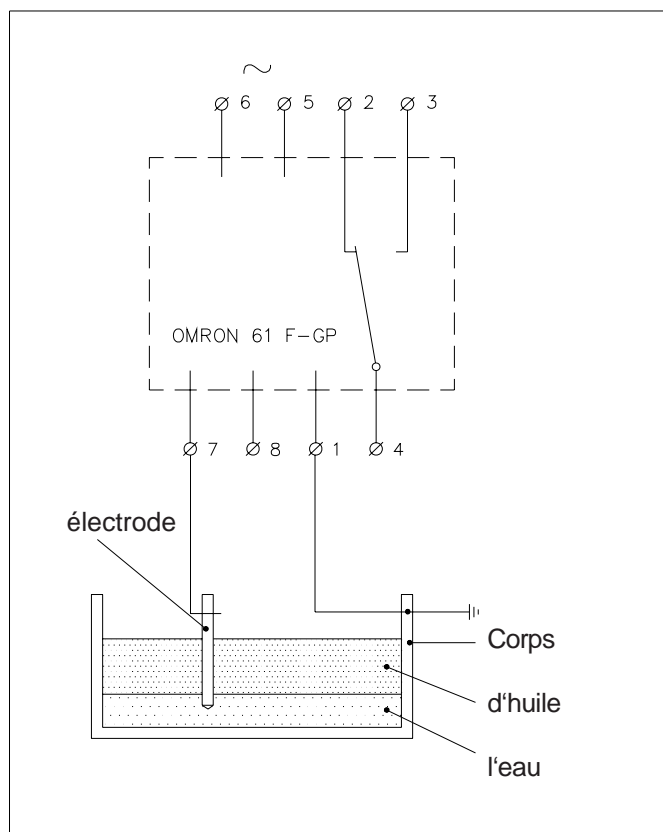 ~
6 5 2 3
OMRON 61 F-GP
7 8 1 4
électrode
Corps
d‘huile
l‘eau